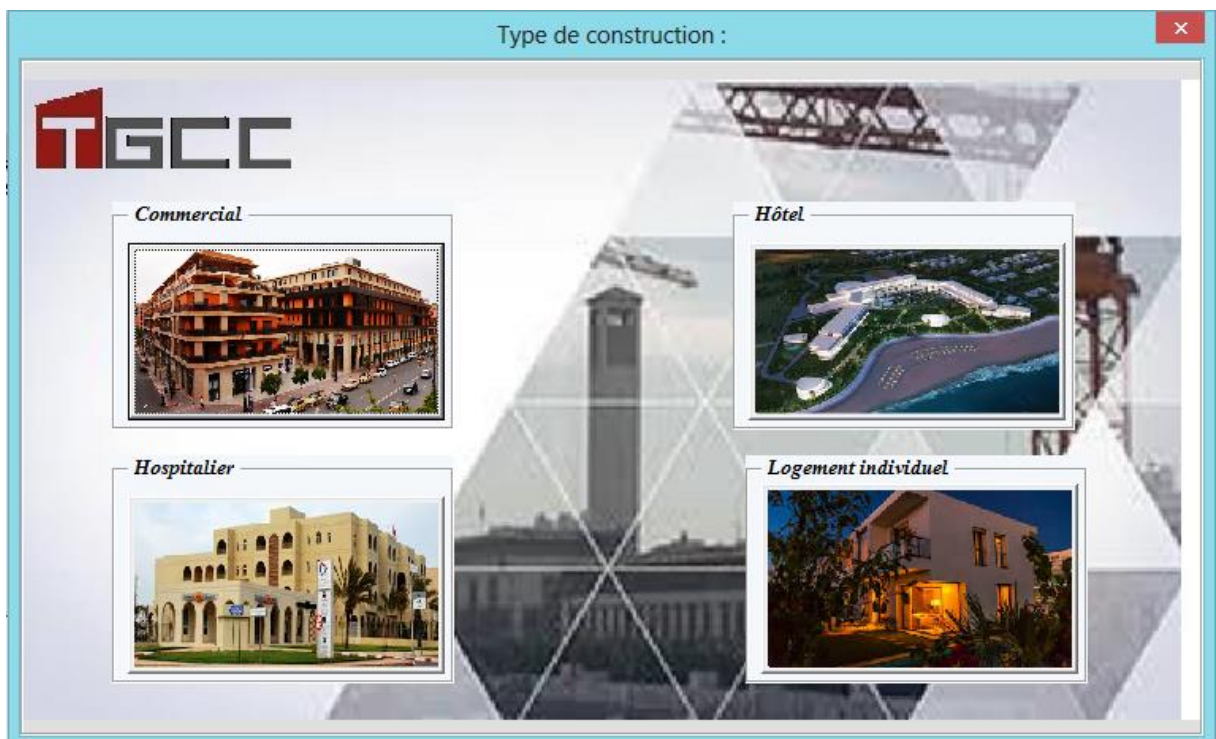 Type de construction :
TGCC
Commercial
Hôtel
Hospitalier
Logement individuel